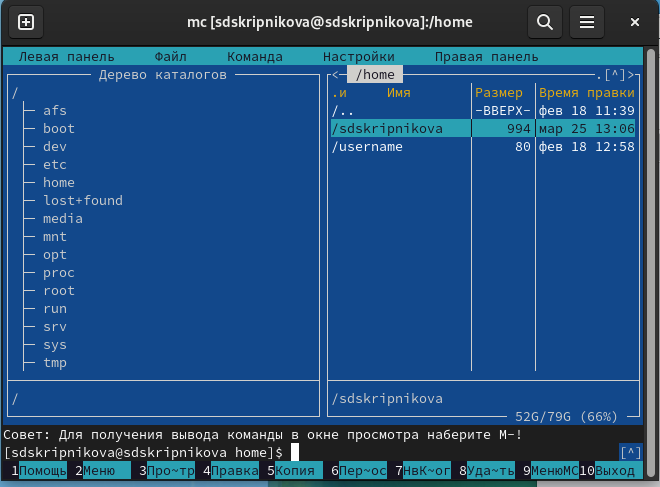 mc [sdskripnikova@sdskripnikova]:/home
Левая панель Файл Команда Настройки Правая панель
Дерево каталогов
/
afs
boot
dev
etc
home
lost+found
media
mnt
opt
proc
root
run
srv
sys
tmp
/
<- /home .[^]>
.и Имя Размер Время правки
/.. -ВВЕРХ- фев 18 11:39
/sdskripnikova 994 мар 25 13:06
/username 80 фев 18 12:58
/sdskripnikova
52G/79G (66%)
Совет: Для получения вывода команды в окне просмотра наберите M-!
[sdskripnikova@sdskripnikova home]$ [^]
1Помощь 2Меню 3Про~тр 4Правка 5Копия 6Пер~ос 7НвК~ог 8Уда~ть 9МенюMC 10Выход